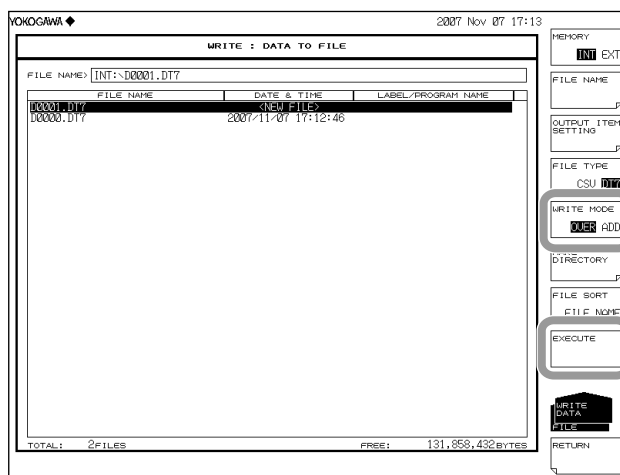 YOKOGAWA ◆
2007 Nov 07 17:13
WRITE : DATA TO FILE
FILE NAME> INT:\D0001.DT7
FILE NAME DATE & TIME LABEL/PROGRAM NAME
D0001.DT7 <NEW FILE>
D0000.DT7 2007/11/07 17:12:46
TOTAL: 2FILES FREE: 131,858,432BYTES
MEMORY
INT EXT
FILE NAME
OUTPUT ITEM
SETTING
FILE TYPE
CSV DT7
WRITE MODE
OVER ADD
DIRECTORY
FILE SORT
FILE NAME
EXECUTE
WRITE
DATA
FILE
RETURN